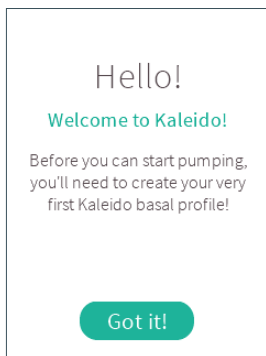 Hello!
Welcome to Kaleido!
Before you can start pumping,
you'll need to create your very
first Kaleido basal profile!
Got it!